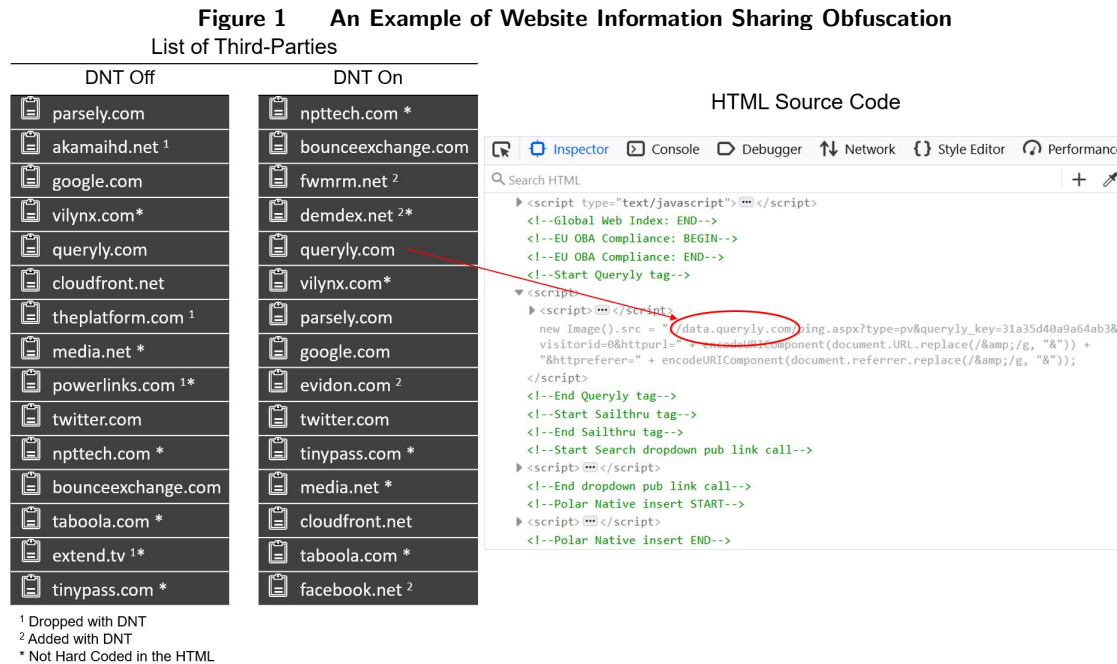 Figure 1 An Example of Website Information Sharing Obfuscation
List of Third-Parties
DNT Off
parsely.com
akamaihd.net ¹
google.com
vilynx.com*
queryly.com
cloudfront.net
theplatform.com ¹
media.net *
powerlinks.com ¹*
twitter.com
npttech.com *
bounceexchange.com
taboola.com *
extend.tv ¹*
tinypass.com *
DNT On
npttech.com *
bounceexchange.com
fwmrm.net ²
demdex.net ²*
queryly.com
vilynx.com*
parsely.com
google.com
evidon.com ²
twitter.com
tinypass.com *
media.net *
cloudfront.net
taboola.com *
facebook.net ²
¹ Dropped with DNT
² Added with DNT
* Not Hard Coded in the HTML
HTML Source Code
Inspector Console Debugger Network Style Editor Performanc
Search HTML
<script type="text/javascript"> ••• </script>
<!--Global Web Index: END-->
<!--EU OBA Compliance: BEGIN-->
<!--EU OBA Compliance: END-->
<!--Start Queryly tag-->
<script>
<script> ••• </script>
new Image().src = "//data.queryly.com/ping.aspx?type=pv&queryly_key=31a35d40a9a64ab3&
visitorid=0&httpurl=" + encodeURIComponent(document.URL.replace(/&amp;/g, "&")) +
"&httpreferer=" + encodeURIComponent(document.referrer.replace(/&amp;/g, "&"));
</script>
<!--End Queryly tag-->
<!--Start Sailthru tag-->
<!--End Sailthru tag-->
<!--Start Search dropdown pub link call-->
<script> ••• </script>
<!--End dropdown pub link call-->
<!--Polar Native insert START-->
<script> ••• </script>
<!--Polar Native insert END-->